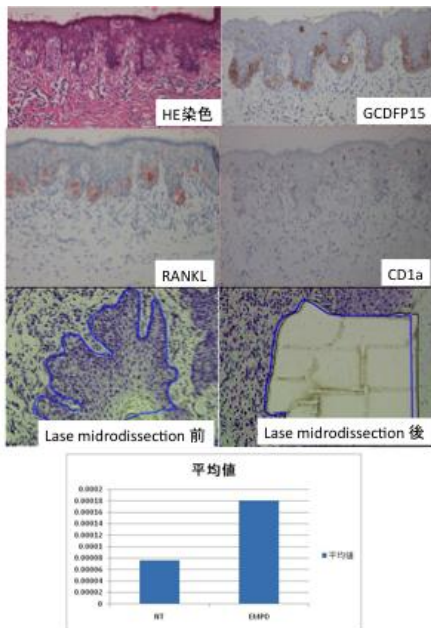 HE染色
GCDFP15
RANKL
CD1a
Lase midrodissection 前
Lase midrodissection 後
平均値
0.0002
0.00018
0.00016
0.00014
0.00012
0.0001
0.00008
0.00006
0.00004
0.00002
0
平均値
NT
EMPD